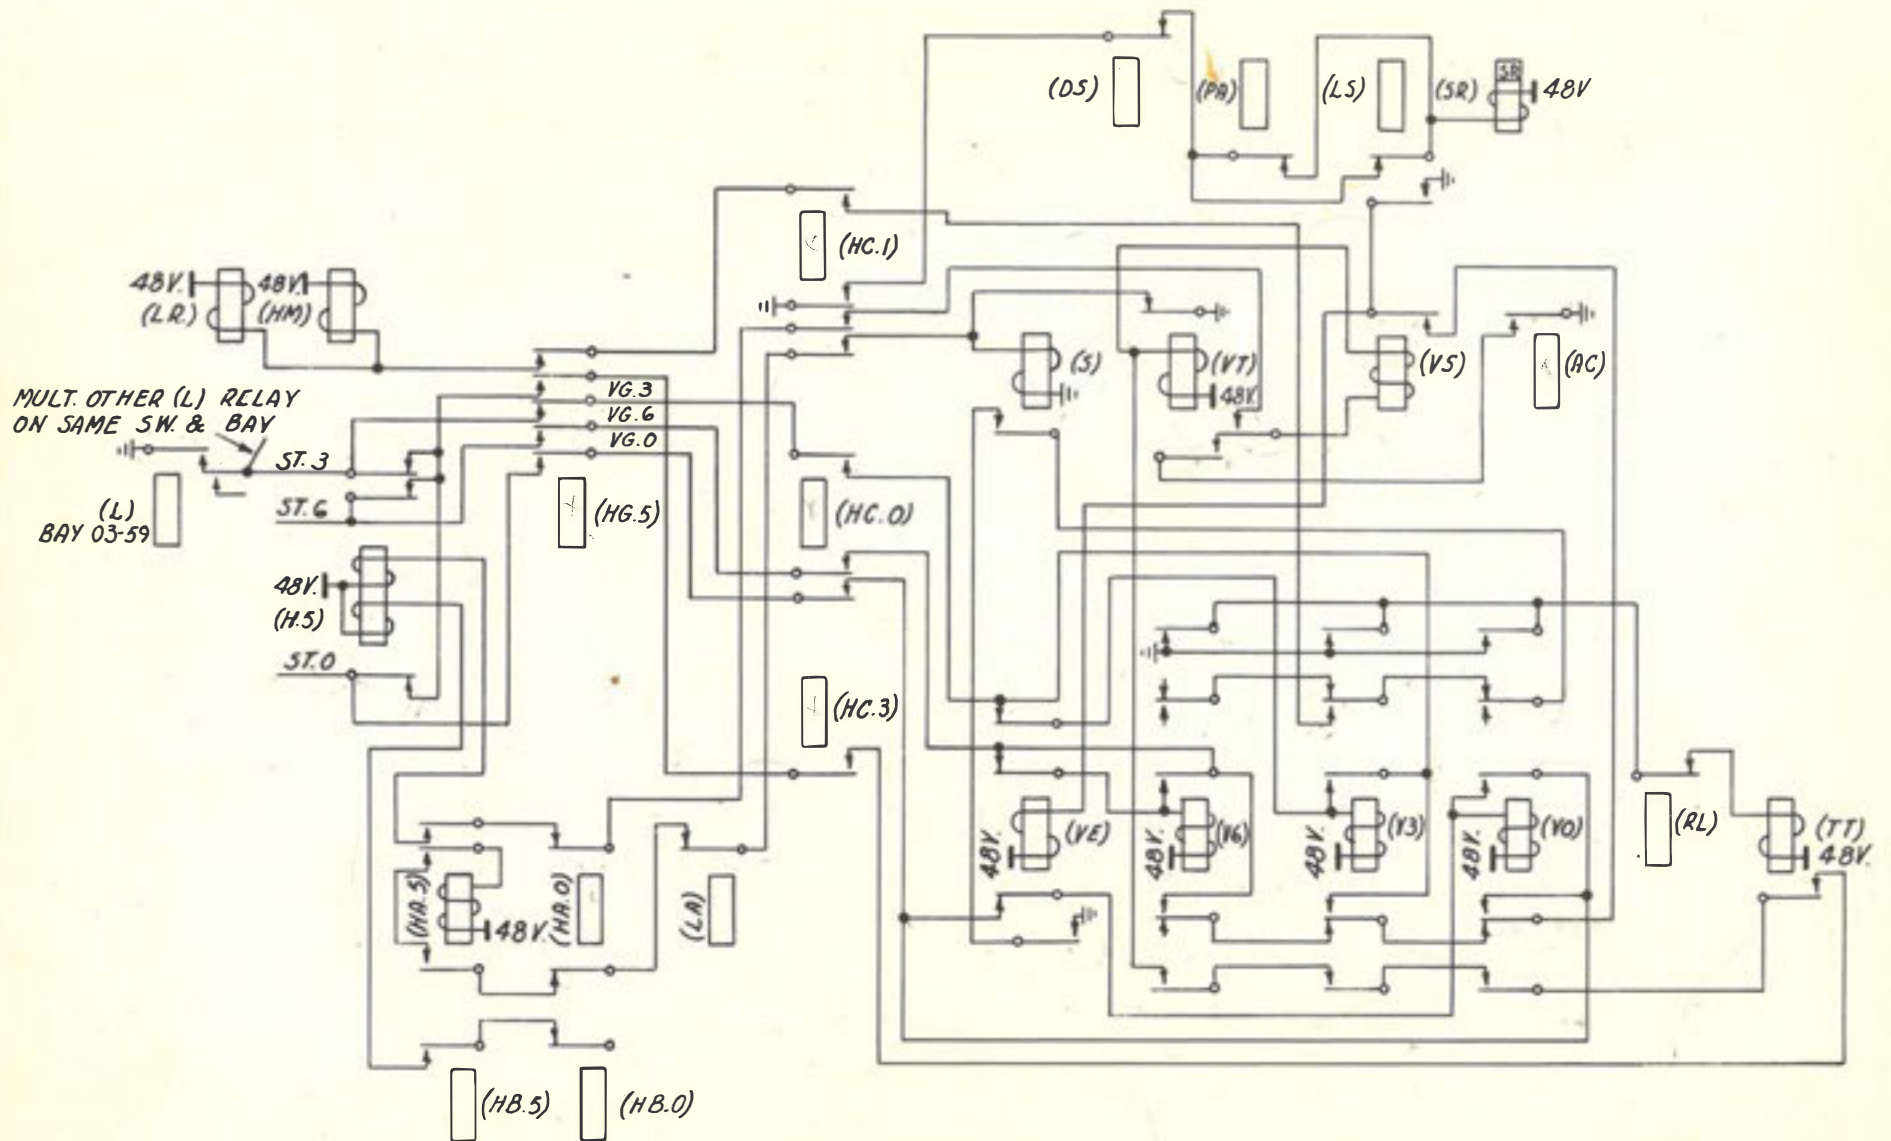 (DS)
(PA)
(LS)
(SR)
SR
48V
(HC.1)
48V.
(LR)
48V.
(HM)
(S)
(VT)
48V.
(VS)
(AC)
MULT. OTHER (L) RELAY
ON SAME SW. & BAY
VG.3
VG.6
VG.0
ST.3
ST.6
(L)
BAY 03-59
(HG.5)
(HC.0)
48V.
(H.5)
ST.0
(HC.3)
48V.
(VE)
48V.
(V6)
48V.
(V3)
48V.
(VO)
(RL)
(TT)
48V.
(HA.5)
48V.
(HA.O)
(LA)
(HB.5)
(HB.O)